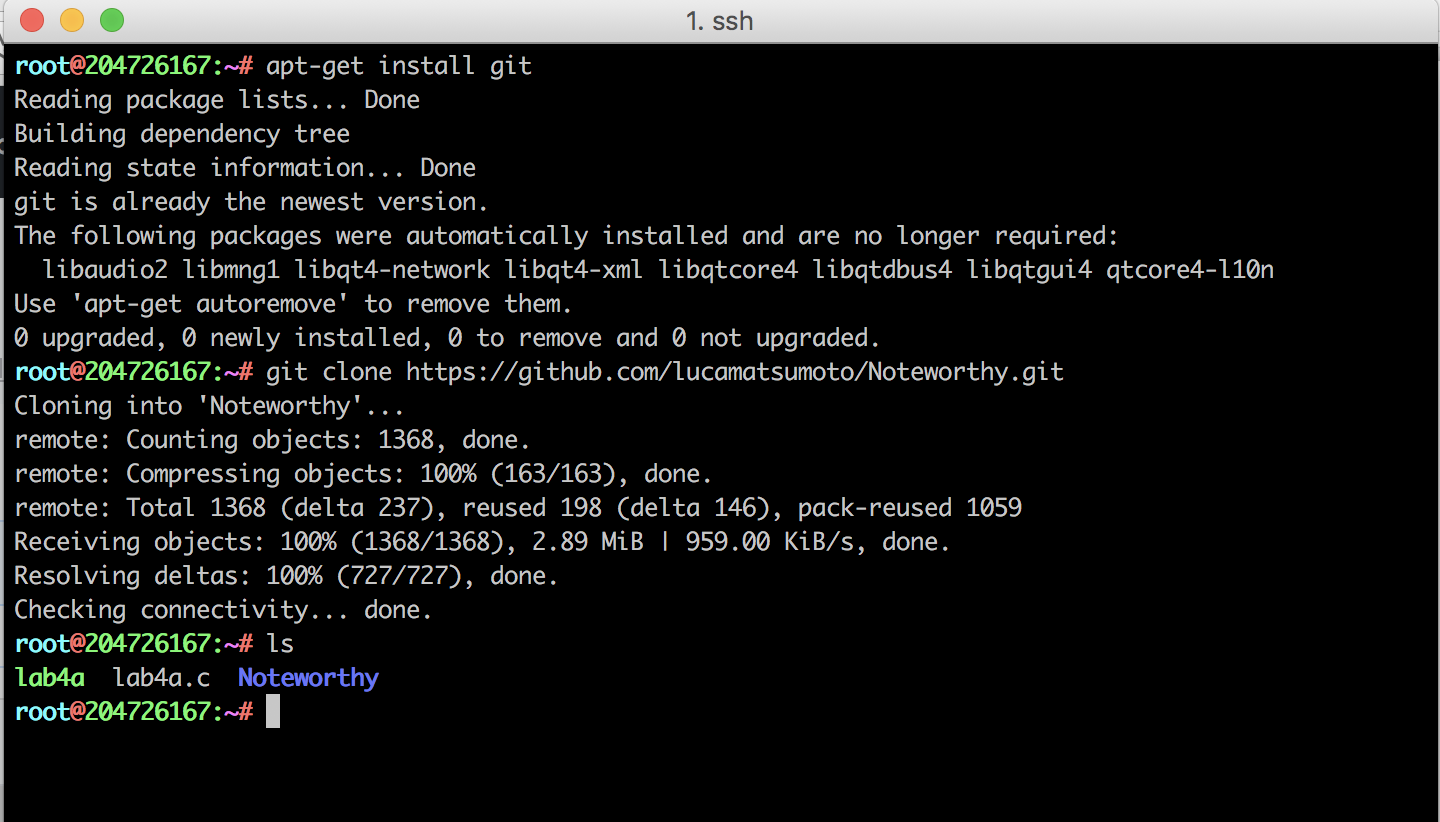 1. ssh
root@204726167:~# apt-get install git
Reading package lists... Done
Building dependency tree
Reading state information... Done
git is already the newest version.
The following packages were automatically installed and are no longer required:
  libaudio2 libmng1 libqt4-network libqt4-xml libqtcore4 libqtdbus4 libqtgui4 qtcore4-l10n
Use 'apt-get autoremove' to remove them.
0 upgraded, 0 newly installed, 0 to remove and 0 not upgraded.
root@204726167:~# git clone https://github.com/lucamatsumoto/Noteworthy.git
Cloning into 'Noteworthy'...
remote: Counting objects: 1368, done.
remote: Compressing objects: 100% (163/163), done.
remote: Total 1368 (delta 237), reused 198 (delta 146), pack-reused 1059
Receiving objects: 100% (1368/1368), 2.89 MiB | 959.00 KiB/s, done.
Resolving deltas: 100% (727/727), done.
Checking connectivity... done.
root@204726167:~# ls
lab4a  lab4a.c  Noteworthy
root@204726167:~#